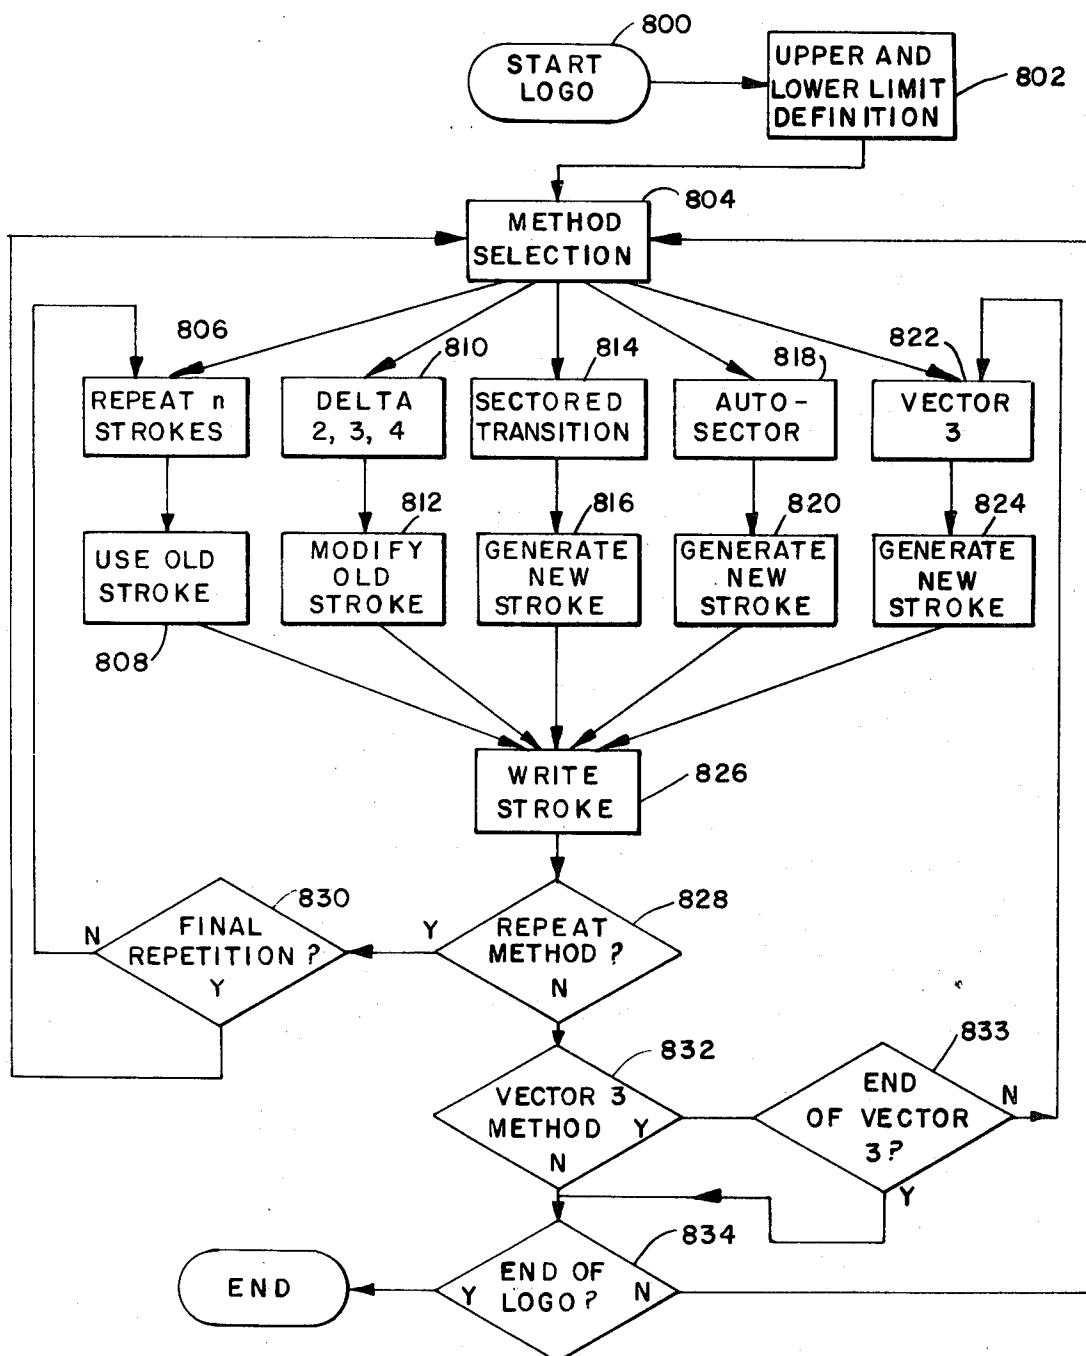 800
START
LOGO
UPPER AND
LOWER LIMIT
DEFINITION
802
804
METHOD
SELECTION
806
810
814
818
822
REPEAT n
STROKES
DELTA
2, 3, 4
SECTORED
TRANSITION
AUTO-
SECTOR
VECTOR
3
812
816
820
824
USE OLD
STROKE
MODIFY
OLD
STROKE
GENERATE
NEW
STROKE
GENERATE
NEW
STROKE
GENERATE
NEW
STROKE
808
WRITE
STROKE
826
830
828
N
FINAL
REPETITION ?
Y
Y
REPEAT
METHOD ?
N
832
833
VECTOR 3
METHOD
Y
N
END
OF VECTOR
3?
N
Y
834
END
Y
END OF
LOGO ?
N